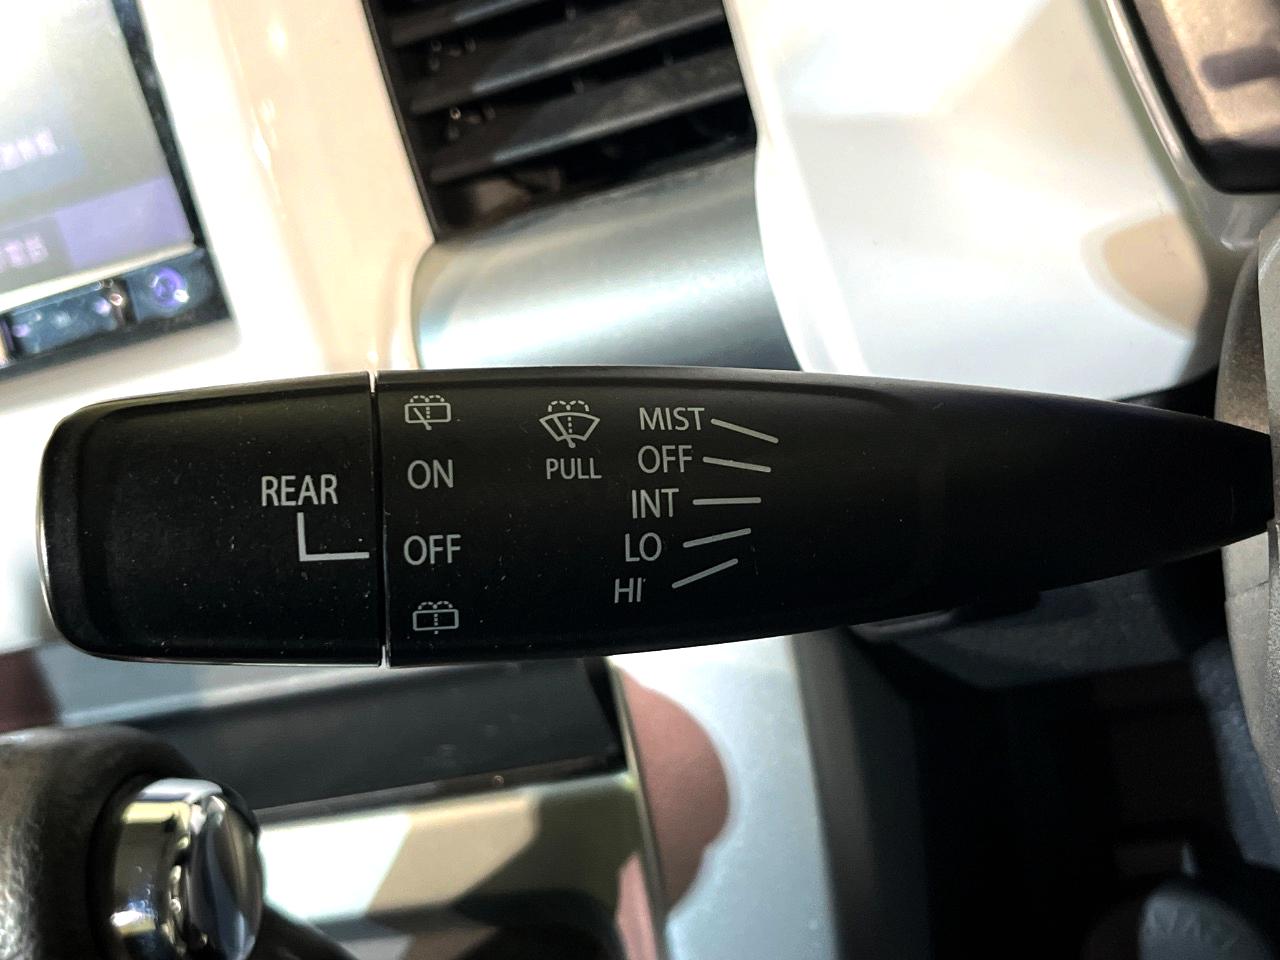 REAR
ON
OFF
PULL
MIST
OFF
INT
LO
HI